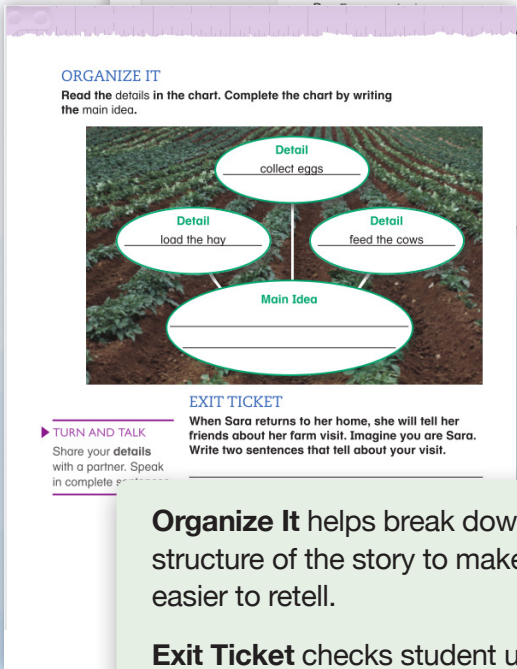 ORGANIZE IT
Read the details in the chart. Complete the chart by writing
the main idea.
Detail
collect eggs
Detail
load the hay
Detail
feed the cows
Main Idea
EXIT TICKET
When Sara returns to her home, she will tell her
friends about her farm visit. Imagine you are Sara.
Write two sentences that tell about your visit.
TURN AND TALK
Share your details
with a partner. Speak
in complete
Organize It helps break dow
structure of the story to make
easier to retell.
Exit Ticket checks student u